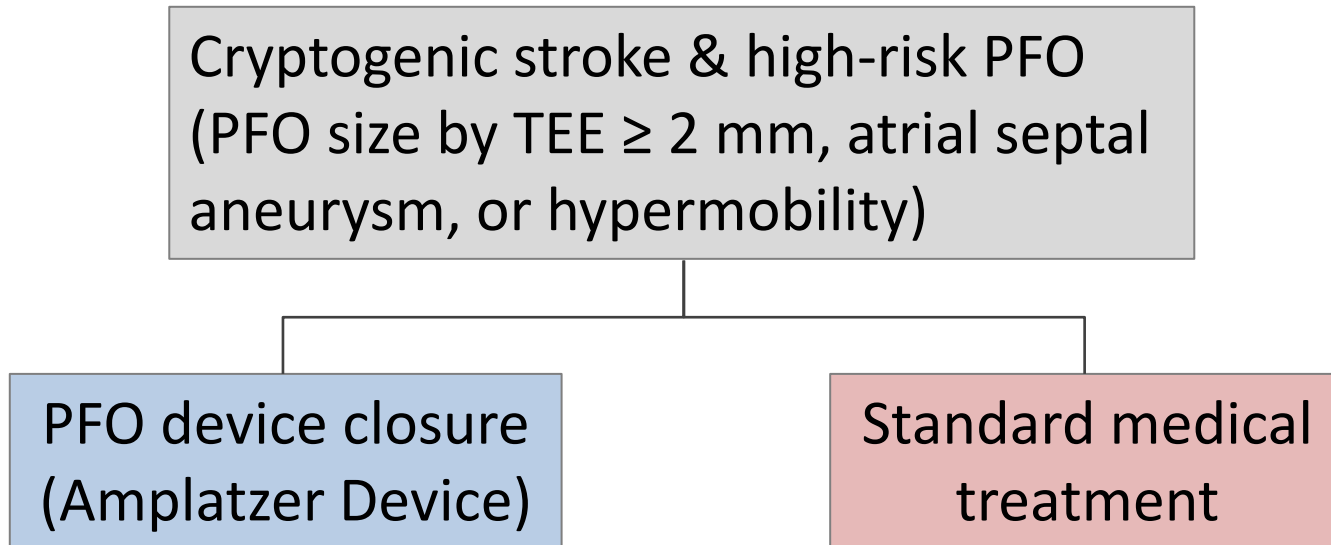 Cryptogenic stroke & high-risk PFO
(PFO size by TEE ≥ 2 mm, atrial septal
aneurysm, or hypermobility)
PFO device closure
(Amplatzer Device)
Standard medical
treatment